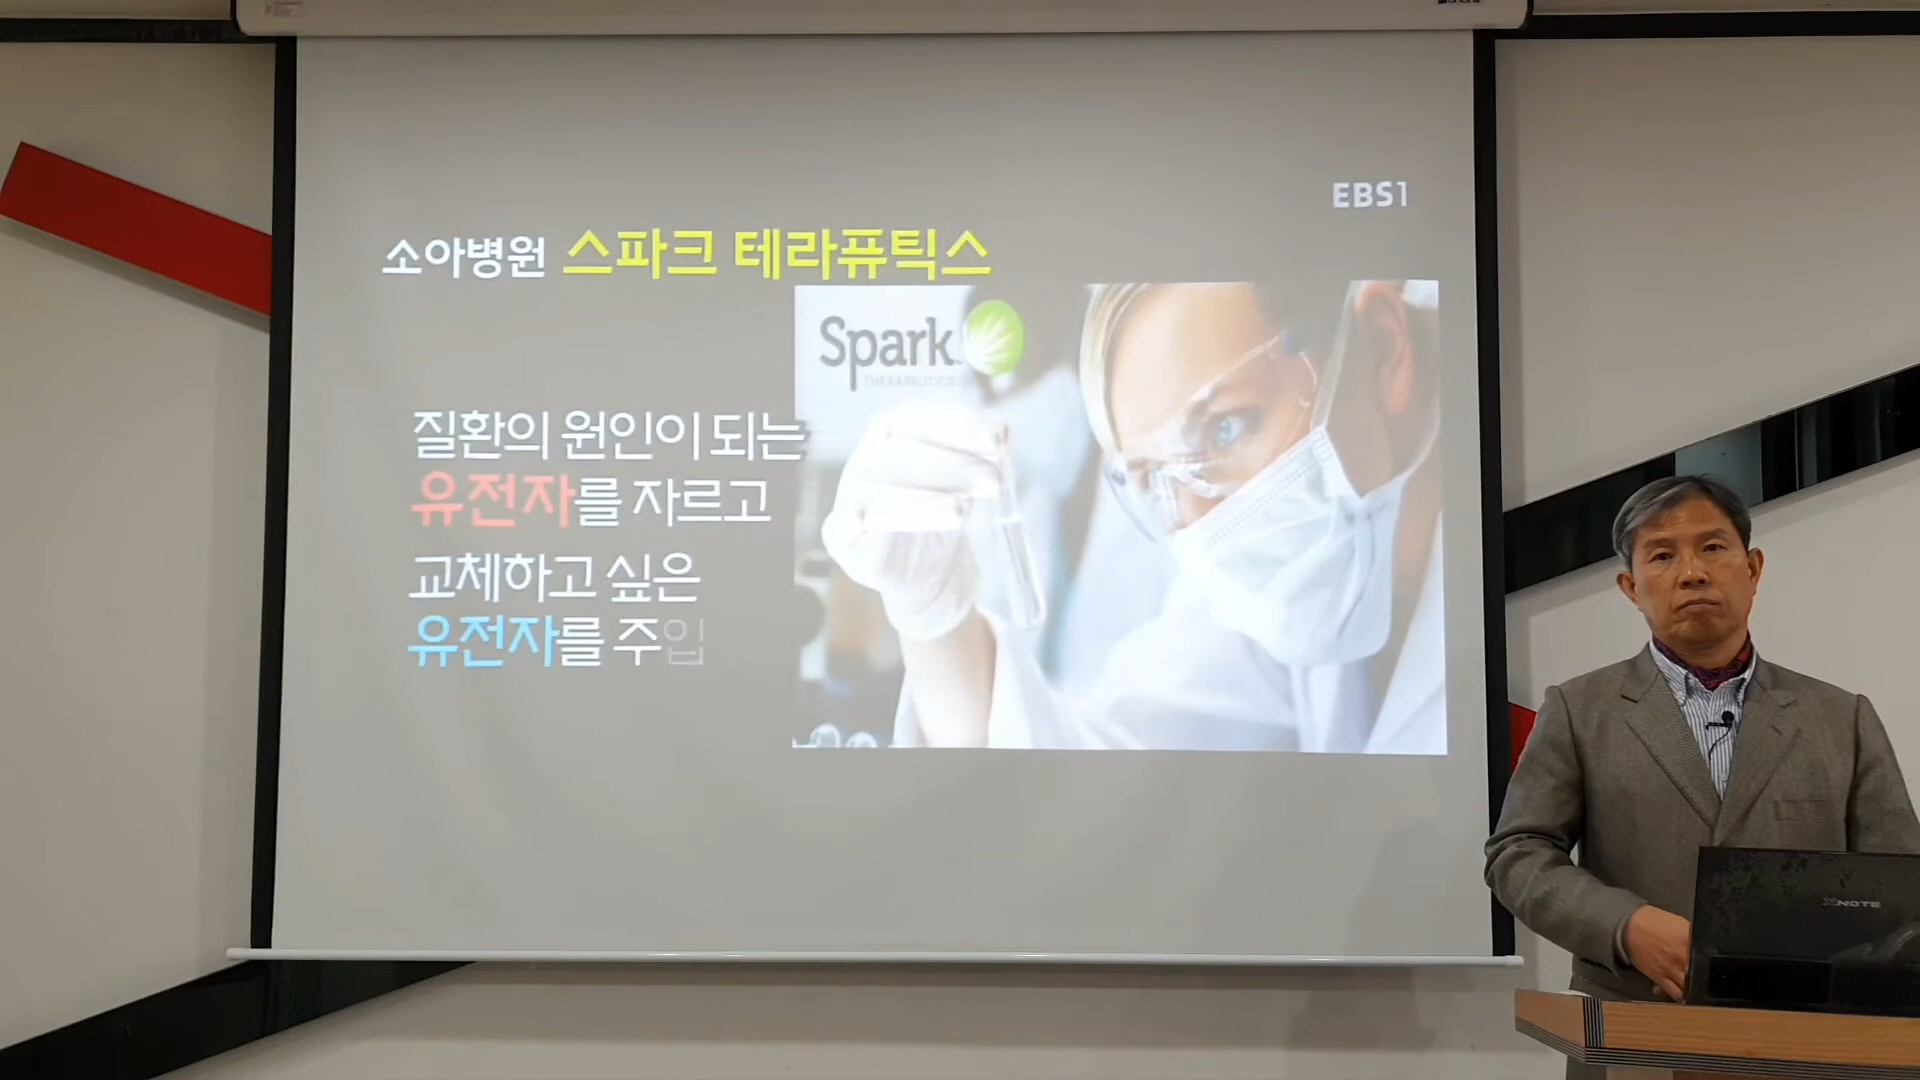 EBS1
소아병원 스파크 테라퓨틱스
Spark
THERAPEUTICS
질환의 원인이 되는
유전자를 자르고
교체하고 싶은
유전자를 주입
XNOTE